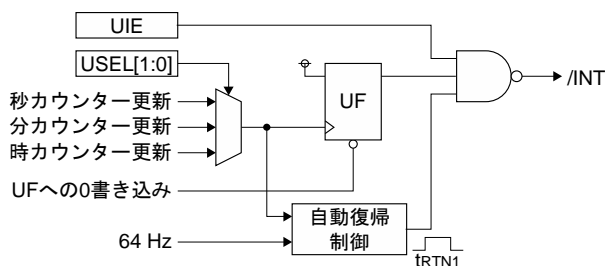 UIE
USEL[1:0]
秒カウンター更新
分カウンター更新
時カウンター更新
UFへの0書き込み
64 Hz
UF
自動復帰
制御
tRTN1
/INT